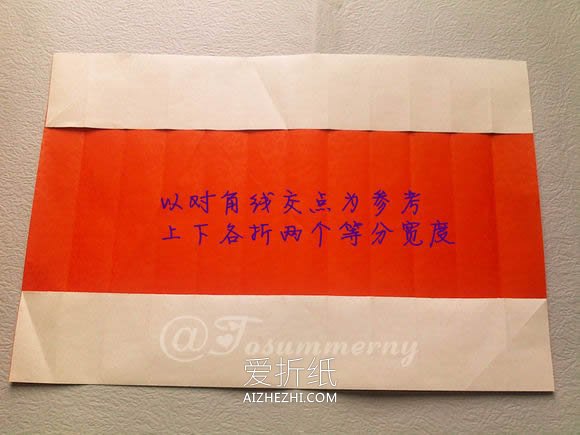 以对角线交点为参考
上下各折两个等分宽度
@Tosummerny
爱折纸
AIZHEZHI.COM